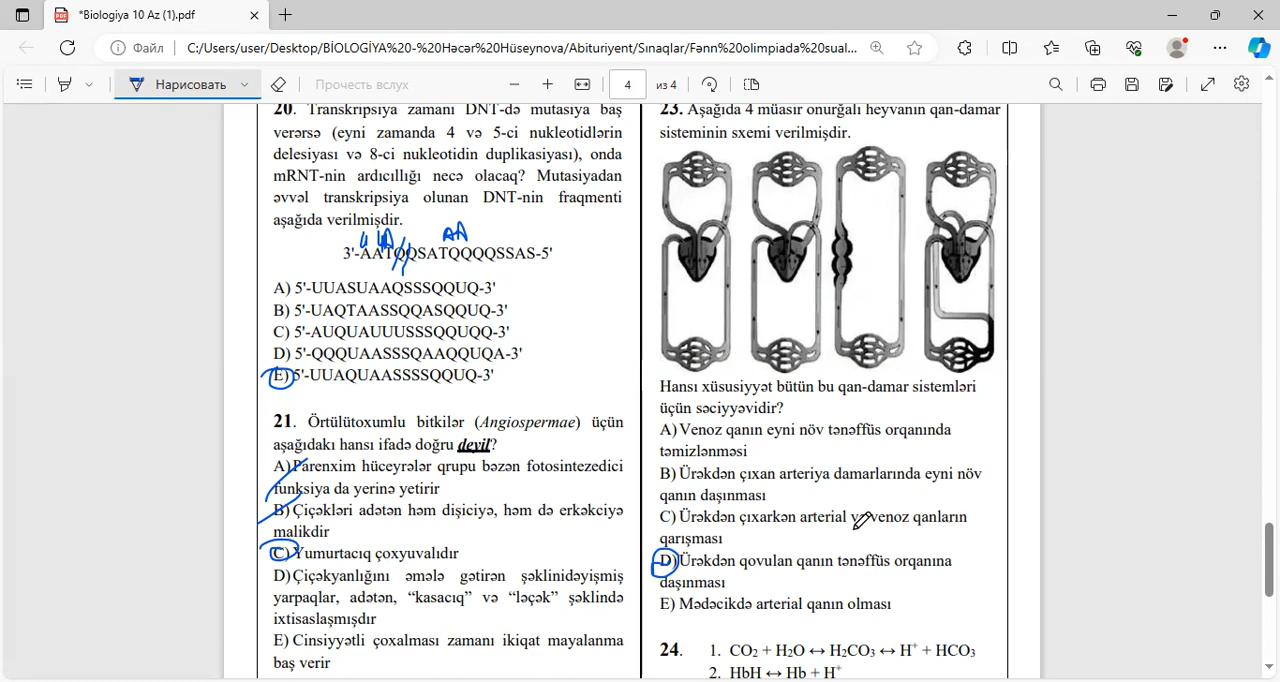 *Biologiya 10 Az (1).pdf
Файл C:/Users/user/Desktop/BİOLOGİYA%20-%20Həcər%20Hüseynova/Abituriyent/Sınaqlar/Fənn%20olimpiada%20sual...
Нарисовать Прочесть вслух 4 из 4
20. Transkripsiya zamanı DNT-də mutasiya baş
verərsə (eyni zamanda 4 və 5-ci nukleotidlərin
delesiyası və 8-ci nukleotidin duplikasiyası), onda
mRNT-nin ardıcıllığı necə olacaq? Mutasiyadan
əvvəl transkripsiya olunan DNT-nin fraqmenti
aşağıda verilmişdir.
AA
3'-AATQQSATQQQQSSAS-5'
A) 5'-UUASUAAQSSSQQUQ-3'
B) 5'-UAQTAASSQQASQQUQ-3'
C) 5'-AUQUAUUUSSSQQUQQ-3'
D) 5'-QQQUAASSSQAAQQUQA-3'
E) 5'-UUAQUAASSSSQQUQ-3'
21. Örtülütoxumlu bitkilər (Angiospermae) üçün
aşağıdakı hansı ifadə doğru deyil?
A) Parenxim hüceyrələr qrupu bəzən fotosintezedici
funksiya da yerinə yetirir
B) Çiçəkləri adətən həm dişiciyə, həm də erkəkciyə
malikdir
C) Yumurtacıq çoxyuvalıdır
D) Çiçəkyanlığını əmələ gətirən şəklinidəyişmiş
yarpaqlar, adətən, “kasacıq” və “ləçək” şəklində
ixtisaslaşmışdır
E) Cinsiyyətli çoxalması zamanı ikiqat mayalanma
baş verir
23. Aşağıda 4 müasir onurğalı heyvanın qan-damar
sisteminin sxemi verilmişdir.
Hansı xüsusiyyət bütün bu qan-damar sistemləri
üçün səciyyəvidir?
A) Venoz qanın eyni növ tənəffüs orqanında
təmizlənməsi
B) Ürəkdən çıxan arteriya damarlarında eyni növ
qanın daşınması
C) Ürəkdən çıxarkən arterial və venoz qanların
qarışması
D) Ürəkdən qovulan qanın tənəffüs orqanına
daşınması
E) Mədəcikdə arterial qanın olması
24. 1. CO₂ + H₂O ↔ H₂CO₃ ↔ H⁺ + HCO₃
2. HbH ↔ Hb + H⁺